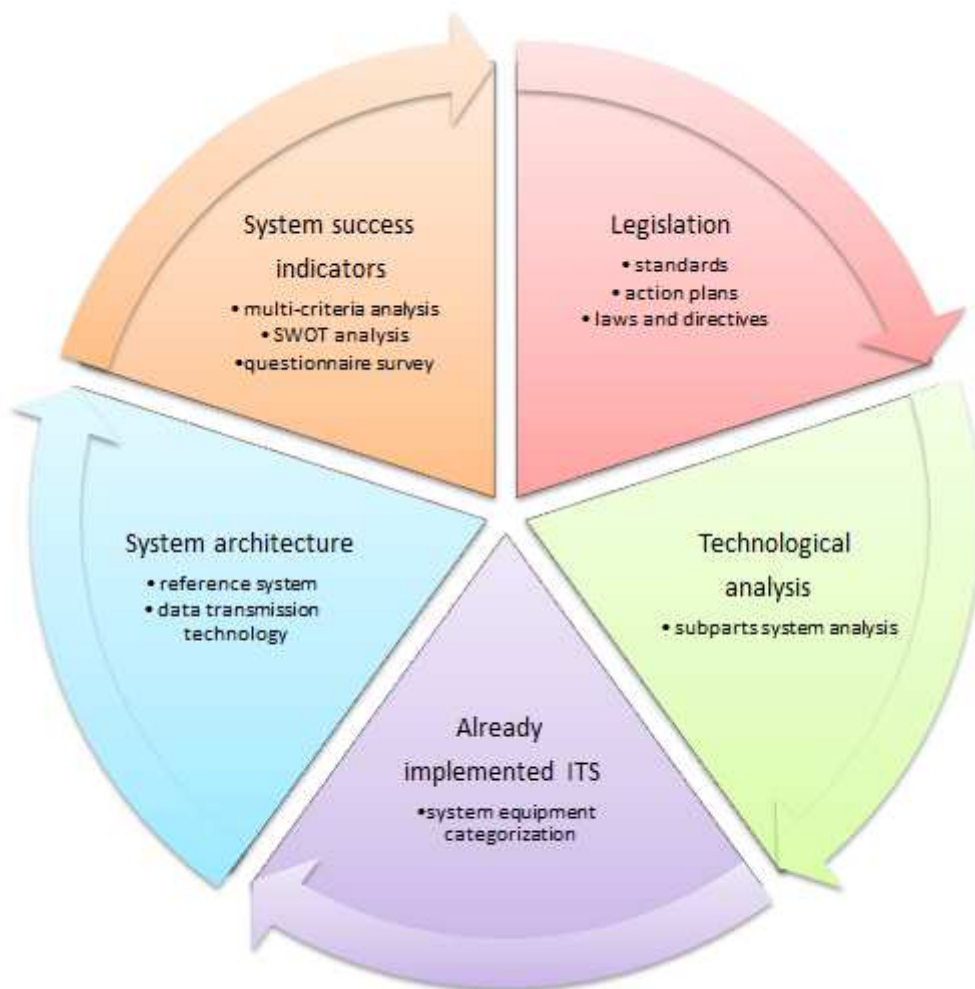 System success
indicators
•multi-criteria analysis
•SWOT analysis
•questionnaire survey
Legislation
• standards
• action plans
• laws and directives
System architecture
• reference system
• data transmission
technology
Technological
analysis
• subparts system analysis
Already
implemented ITS
•system equipment
categorization